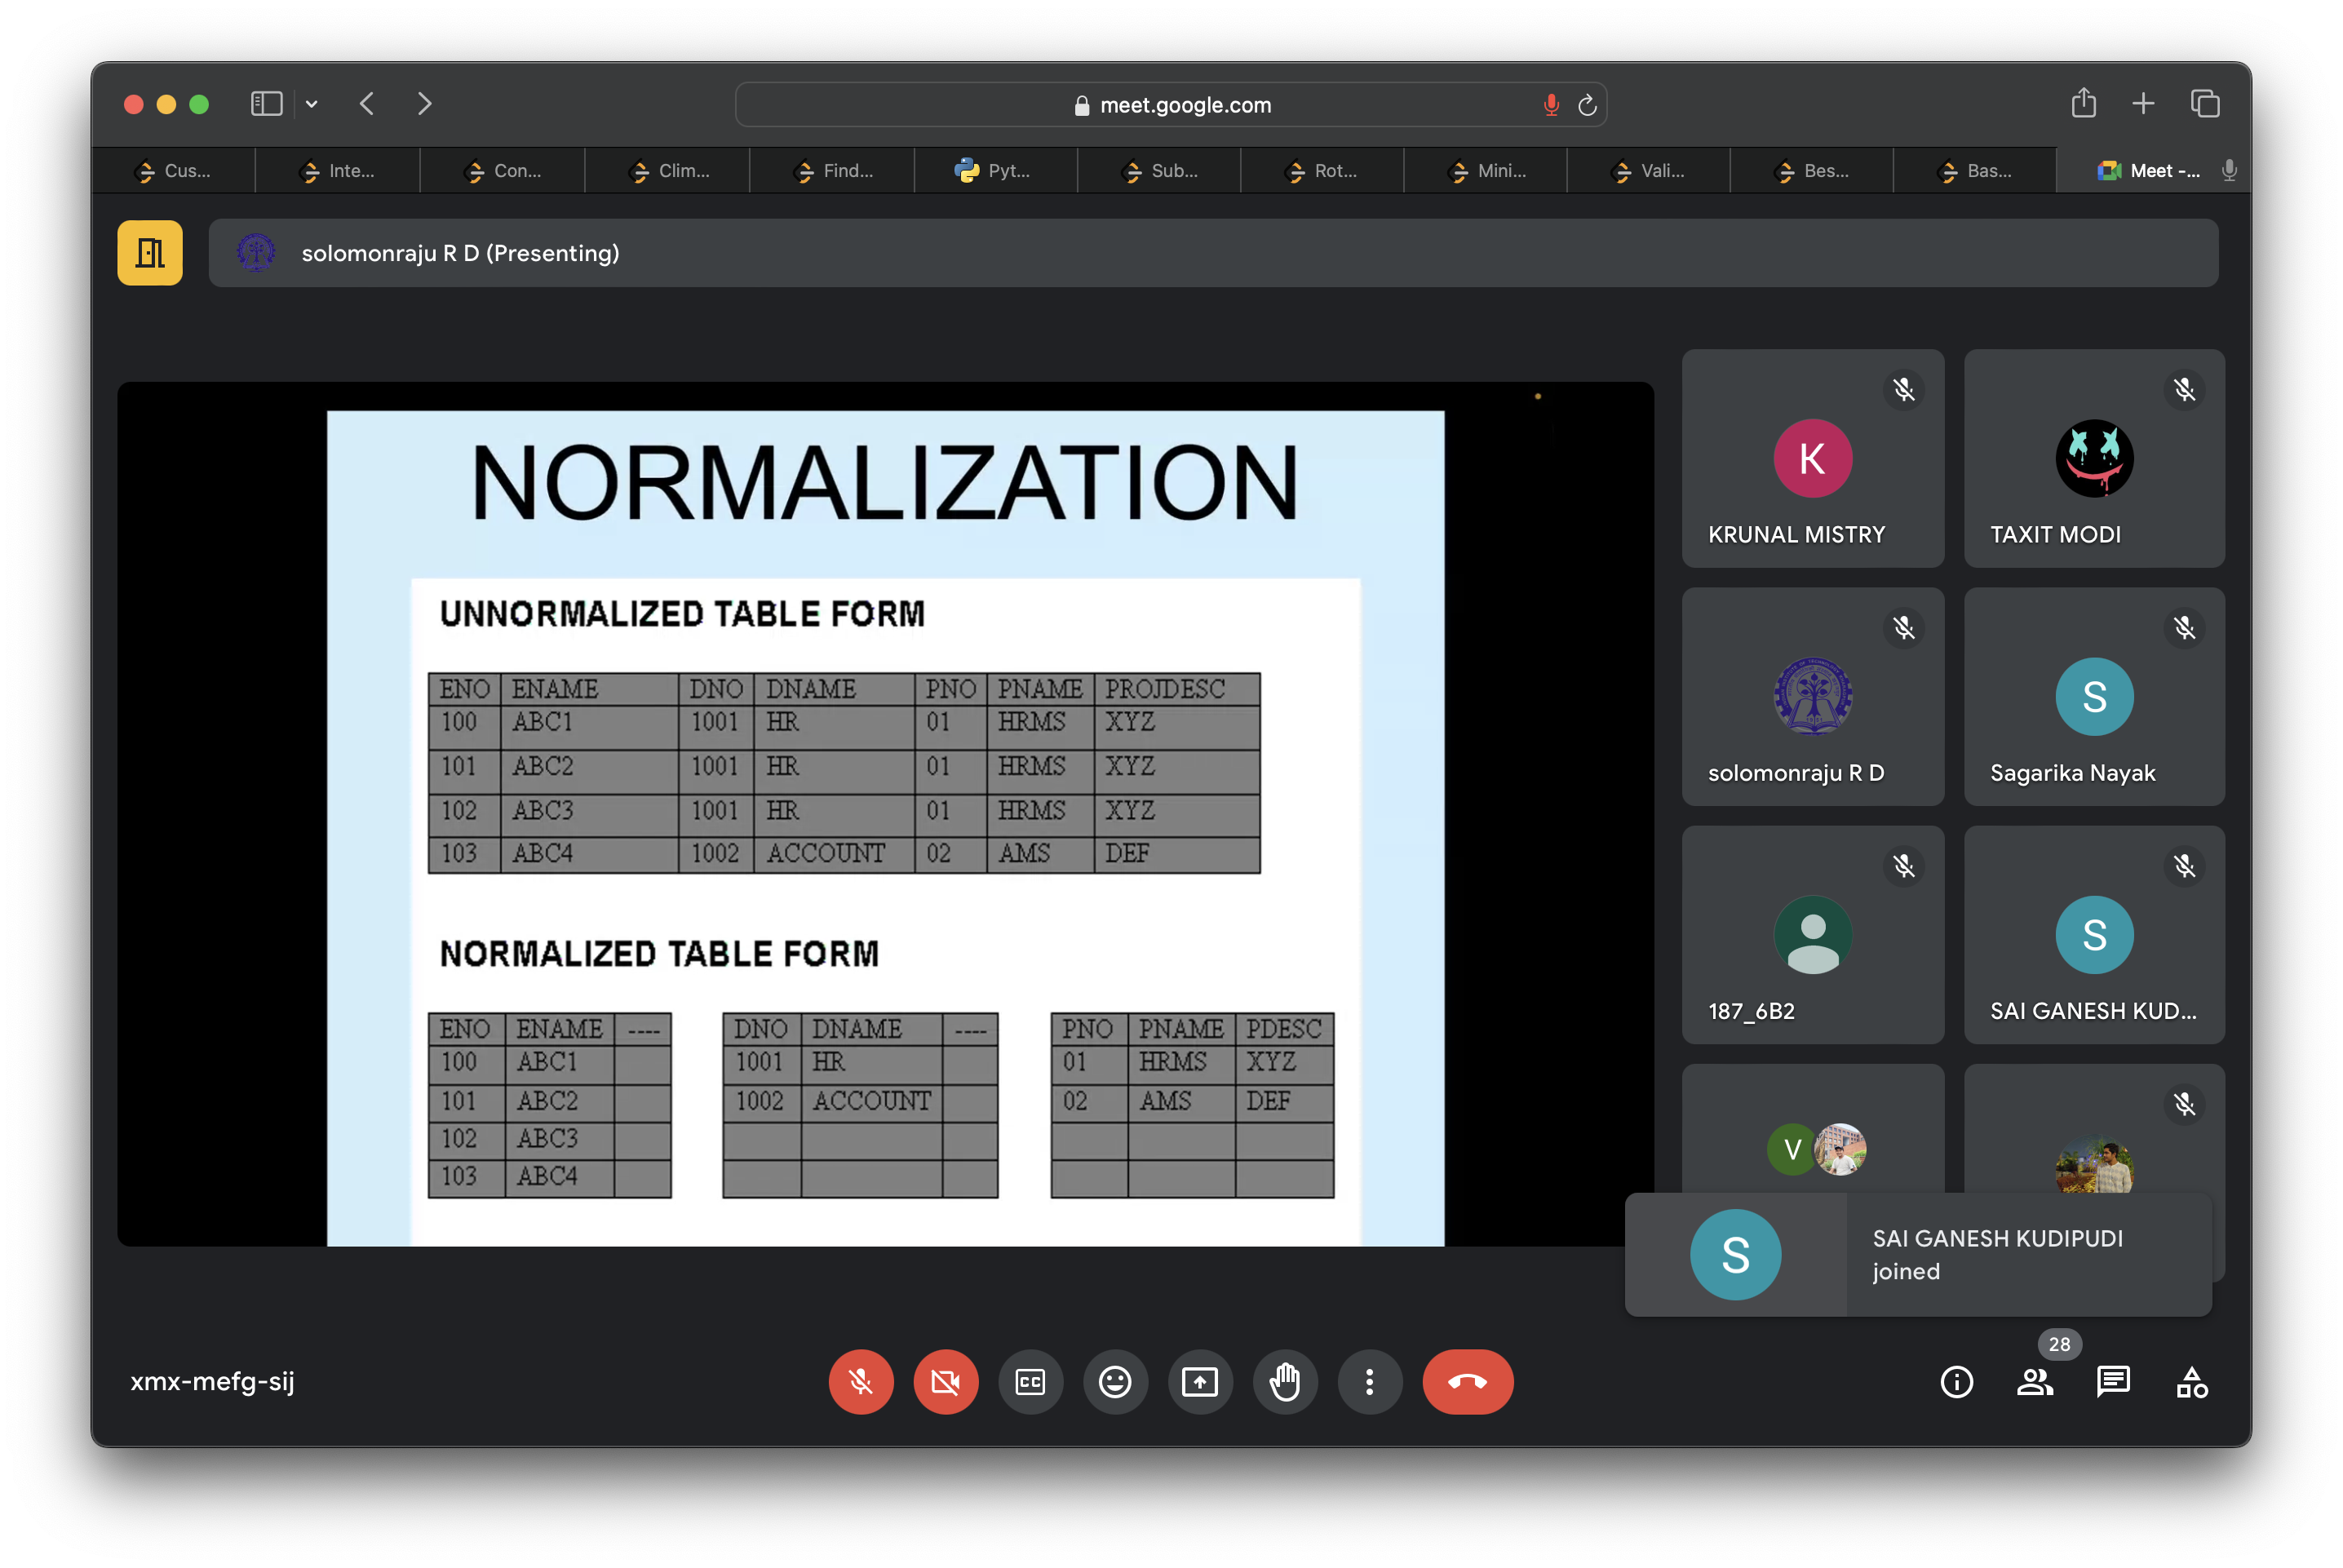 meet.google.com
Cus... Inte... Con... Clim... Find... Pyt... Sub... Rot... Mini... Vali... Bes... Bas... Meet -...
solomonraju R D (Presenting)
NORMALIZATION
UNNORMALIZED TABLE FORM
ENO ENAME DNO DNAME PNO PNAME PROJDESC
100 ABC1 1001 HR 01 HRMS XYZ
101 ABC2 1001 HR 01 HRMS XYZ
102 ABC3 1001 HR 01 HRMS XYZ
103 ABC4 1002 ACCOUNT 02 AMS DEF
NORMALIZED TABLE FORM
ENO ENAME ---- DNO DNAME ---- PNO PNAME PDESC
100 ABC1 1001 HR 01 HRMS XYZ
101 ABC2 1002 ACCOUNT 02 AMS DEF
102 ABC3
103 ABC4
K
KRUNAL MISTRY
TAXIT MODI
solomonraju R D
S
Sagarika Nayak
187_6B2
S
SAI GANESH KUD...
V
S
SAI GANESH KUDIPUDI
joined
xmx-mefg-sij
CC
28